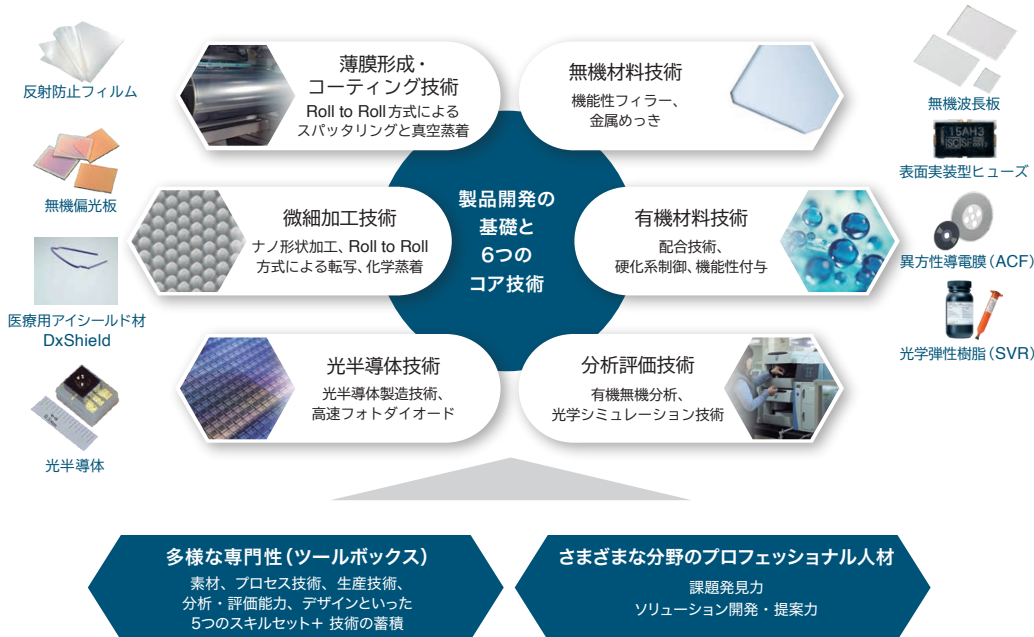 反射防止フィルム
無機偏光板
医療用アイシールド材
DxShield
光半導体
薄膜形成・
コーティング技術
Roll to Roll 方式による
スパッタリングと真空蒸着
微細加工技術
ナノ形状加工、Roll to Roll
方式による転写、化学蒸着
光半導体技術
光半導体製造技術、
高速フォトダイオード
製品開発の
基礎と
6つの
コア技術
無機材料技術
機能性フィラー、
金属めっき
有機材料技術
配合技術、
硬化系制御、機能性付与
分析評価技術
有機無機分析、
光学シミュレーション技術
無機波長板
15AH3
表面実装型ヒューズ
異方性導電膜(ACF)
光学弾性樹脂(SVR)
多様な専門性(ツールボックス)
素材、プロセス技術、生産技術、
分析・評価能力、デザインといった
5つのスキルセット+ 技術の蓄積
さまざまな分野のプロフェッショナル人材
課題発見力
ソリューション開発・提案力